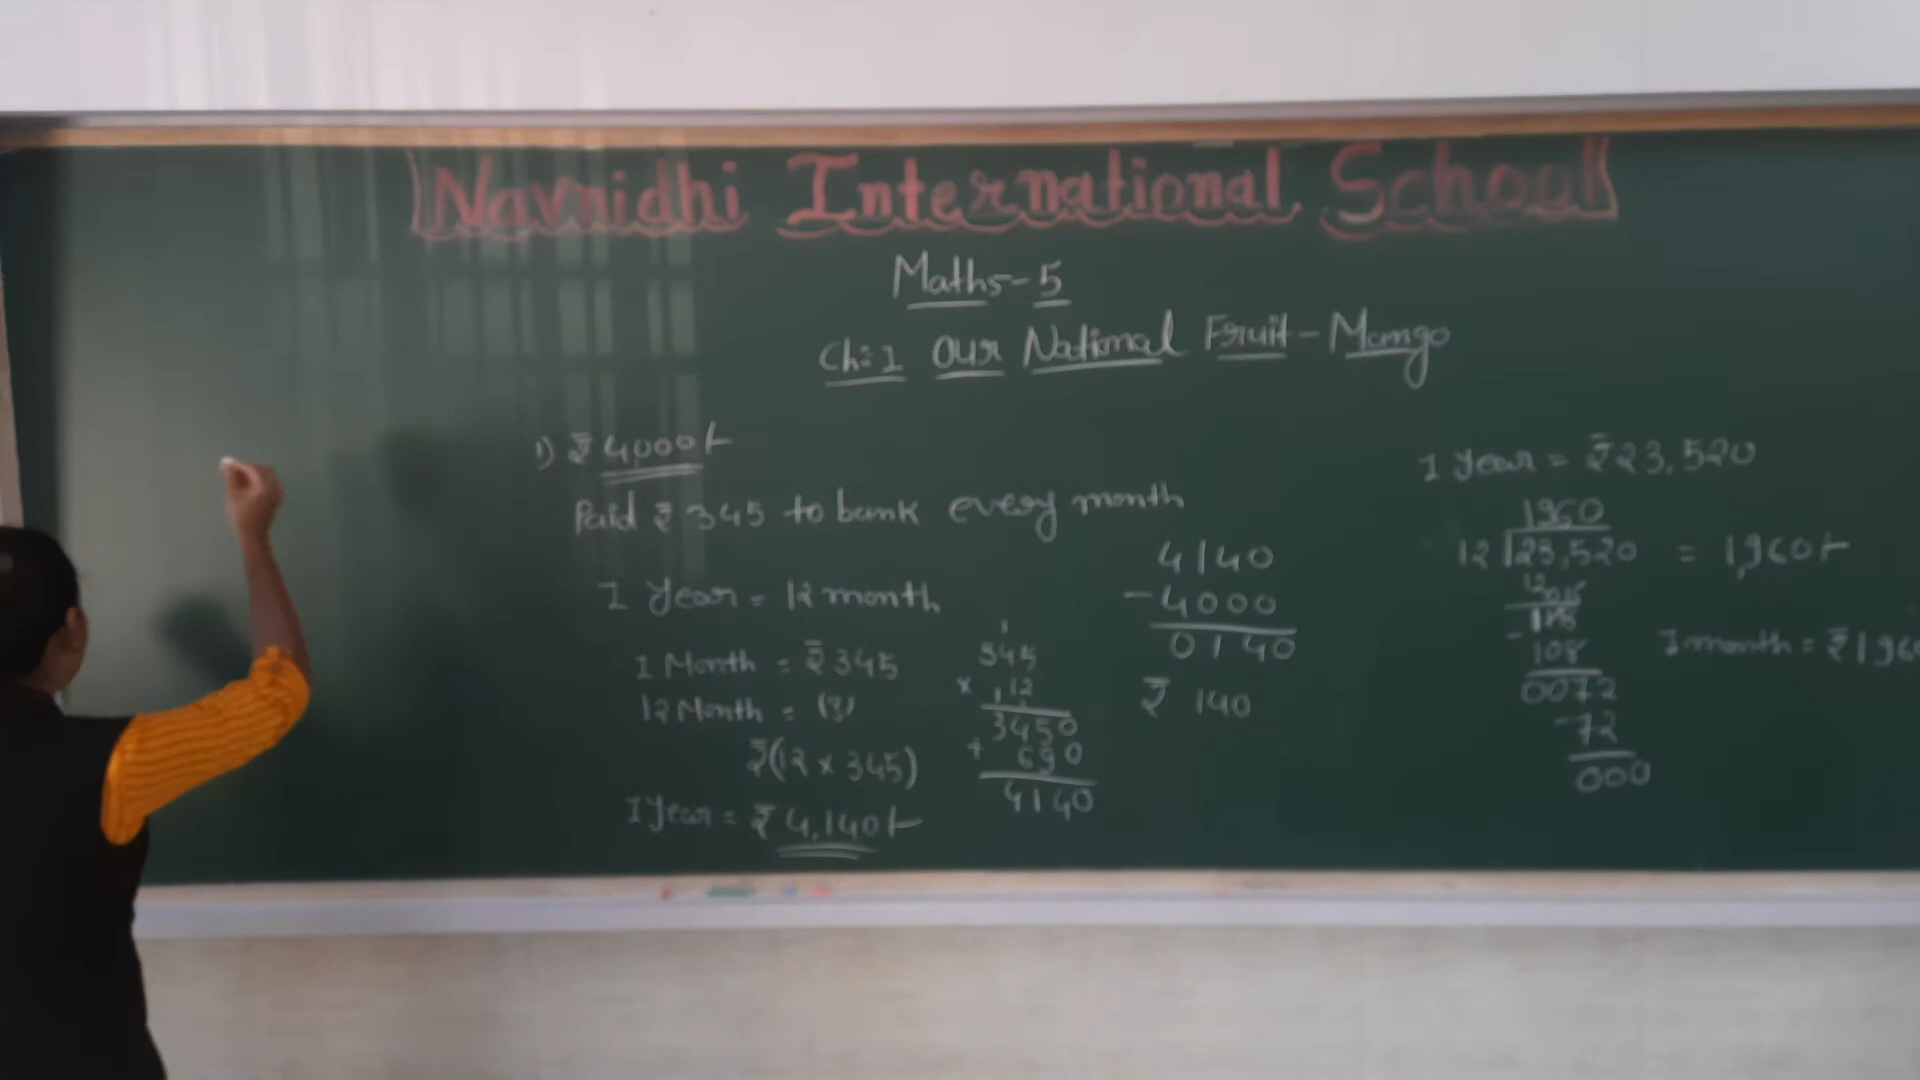 Navnidhi International School
Maths-5
Ch:1 Our National Fruit-Mango
1) ₹ 4000/-
Paid ₹ 345 to bank every month
1 Year = 12 month
1 Month = ₹ 345
12 Month = (?)
₹(12 x 345)
1 Year = ₹ 4,140/-
1
345
x 12
3450
+ 690
4140
4140
- 4000
0140
₹ 140
1 Year = ₹ 23,520
1960
12 23,520 = 1,960/-
12
- 108
0072
- 72
000
1 month = ₹ 1960